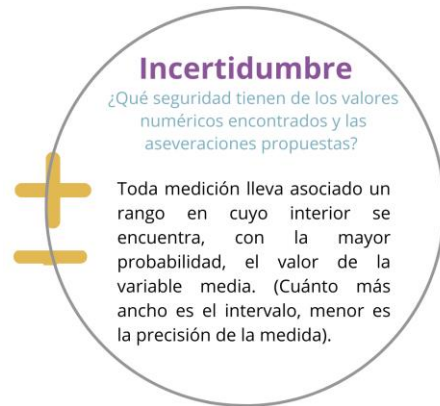 Incertidumbre
¿Qué seguridad tienen de los valores
numéricos encontrados y las
aseveraciones propuestas?
Toda medición lleva asociado un
rango en cuyo interior se
encuentra, con la mayor
probabilidad, el valor de la
variable media. (Cuánto más
ancho es el intervalo, menor es
la precisión de la medida).